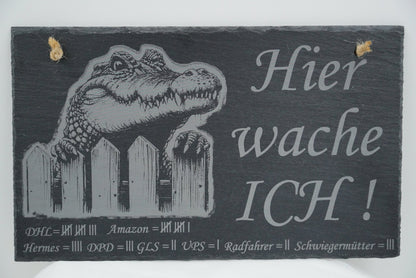 Hier
wache
ICH !
DHL = Amazon =
Hermes = |||| DPD = |||| GLS = || UPS = | Radfahrer = || Schwiegermütter = |||